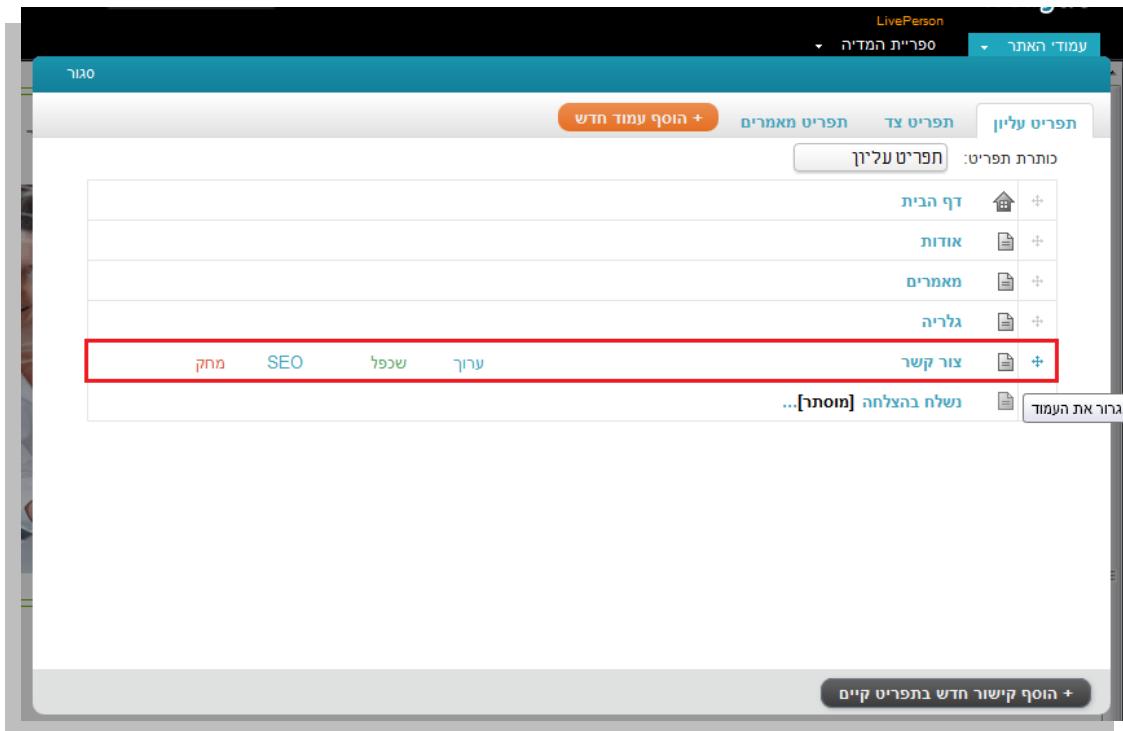 LivePerson
עמודי האתר ספריית המדיה
סגור
תפריט עליון תפריט צד תפריט מאמרים + הוסף עמוד חדש
כותרת תפריט: תפריט עליון
דף הבית
אודות
מאמרים
גלריה
צור קשר ערוך שכפל SEO מחק
נשלח בהצלחה [מוסתר]...
גרור את העמוד
+ הוסף קישור חדש בתפריט קיים